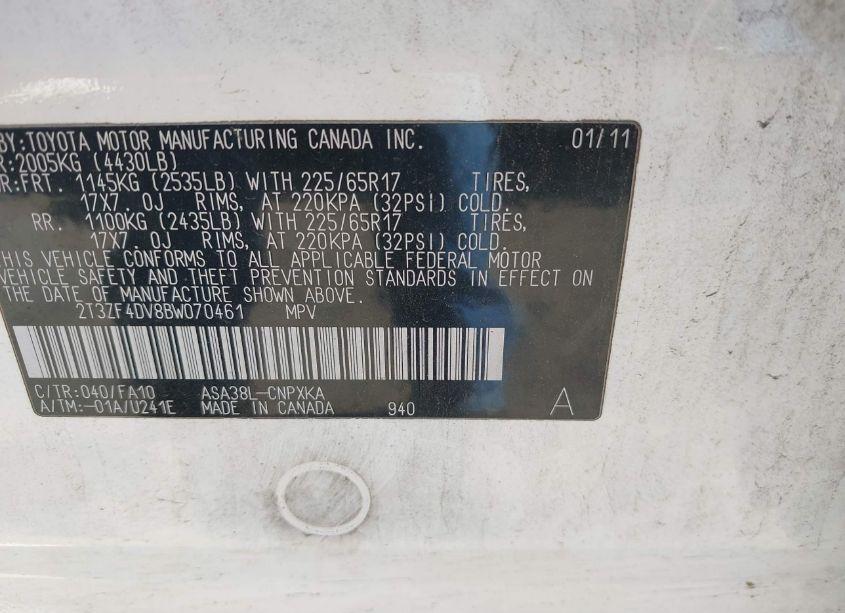 BY:TOYOTA MOTOR MANUFACTURING CANADA INC. 01/11
R:2005KG (4430LB)
R:FRT. 1145KG (2535LB) WITH 225/65R17 TIRES,
17X7.0J RIMS, AT 220KPA (32PSI) COLD.
RR. 1100KG (2435LB) WITH 225/65R17 TIRES,
17X7.0J RIMS, AT 220KPA (32PSI) COLD.
THIS VEHICLE CONFORMS TO ALL APPLICABLE FEDERAL MOTOR
VEHICLE SAFETY AND THEFT PREVENTION STANDARDS IN EFFECT ON
THE DATE OF MANUFACTURE SHOWN ABOVE.
2T3ZF4DV8BW070461 MPV
C/TR:040/FA10 ASA38L-CNPXKA
A/TM:-01A/U241E MADE IN CANADA 940 A